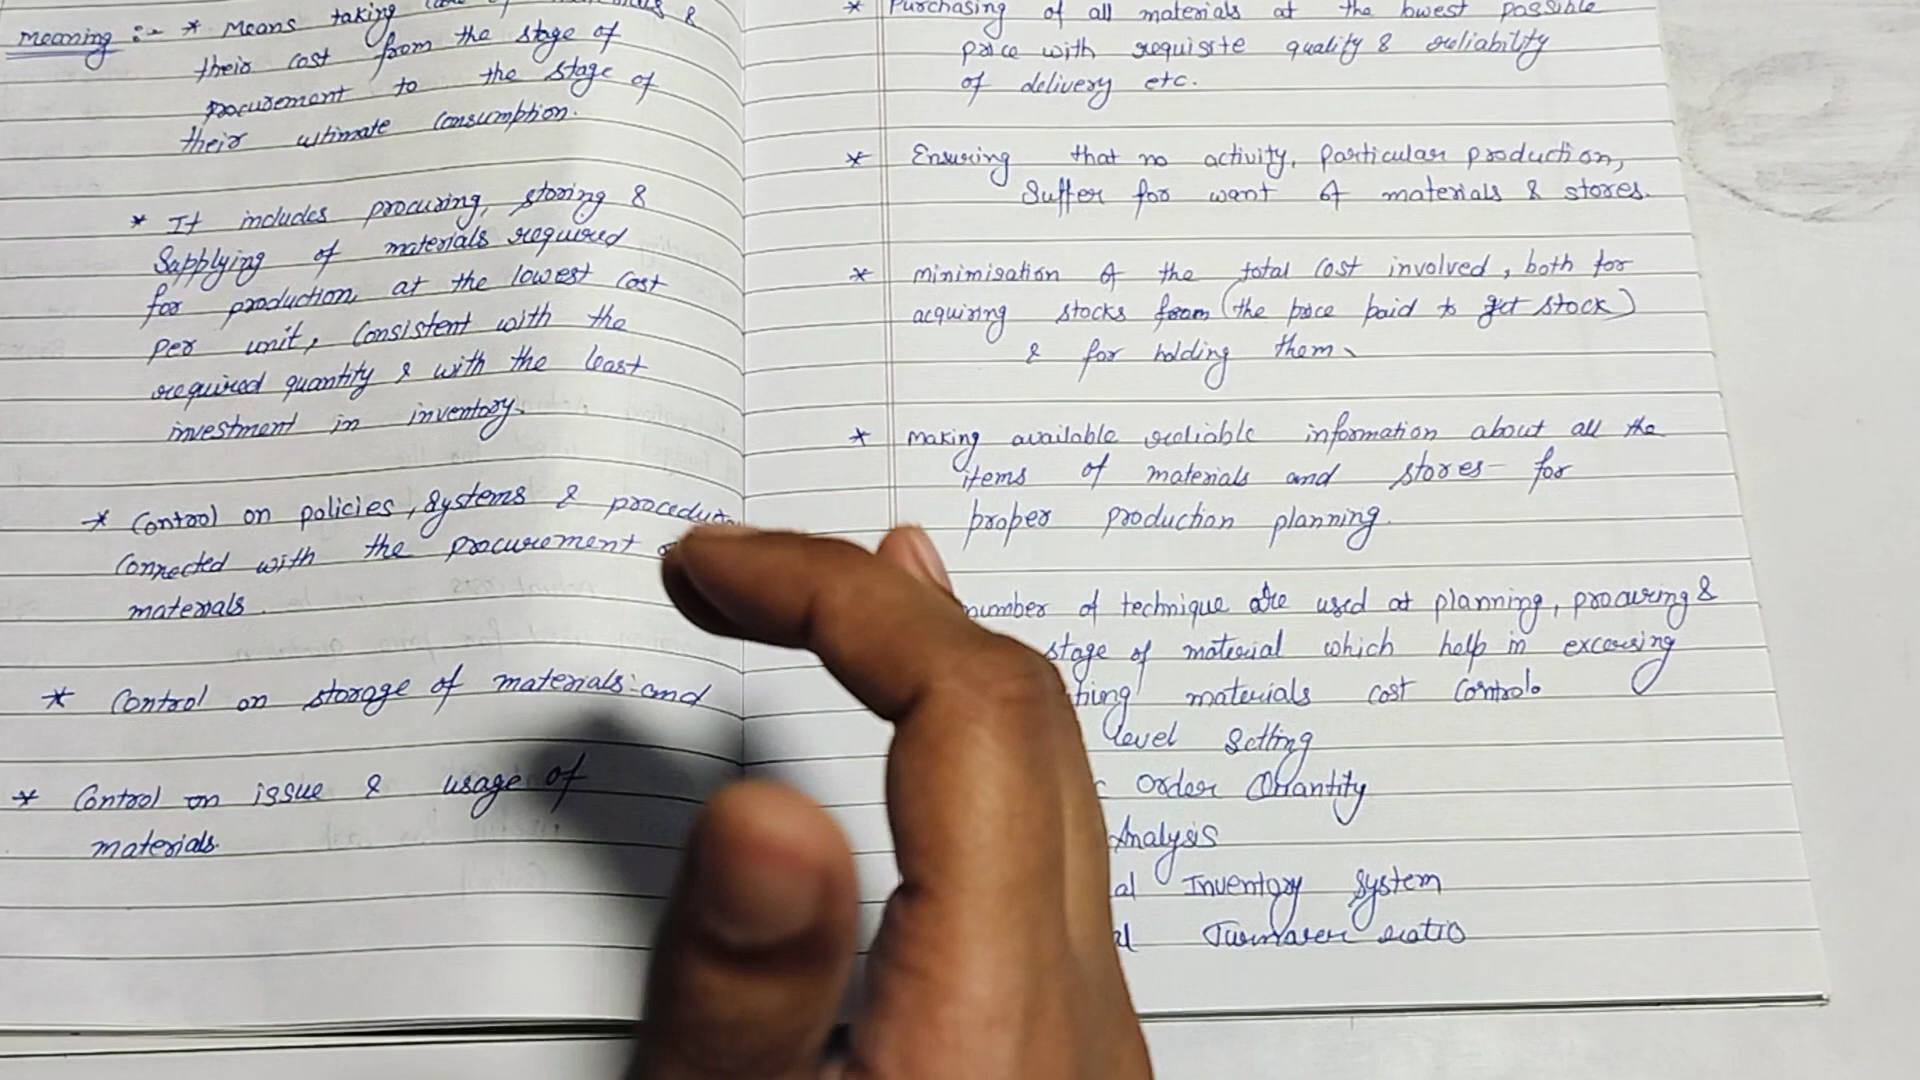 Meaning :- * Means taking &
their cost from the stage of
procurement to the stage of
their ultimate consumption.
* It includes procuring, storing &
Sapplying of materials required
for production, at the lowest cost
per unit, consistent with the
required quantity & with the least
investment in inventory.
* Control on policies, systems &
connected with the procurement
materials.
* Control on storage of materials and
* Control on issue & usage of
materials.
* Purchasing of all materials at the lowest possible
price with requisite quality & reliability
of delivery etc.
* Ensuring that no activity, particular production,
Suffer for want of materials & stores.
* minimisation of the total cost involved, both for
acquiring stocks from (the price paid to get stock)
& for holding them.
* Making available reliable information about all the
items of materials and stores for
proper production planning.
number of technique are used at planning, procuring &
stage of material which help in
materials cost control.
level Setting
Order Quantity
Analysis
Inventory System
Turnover ratio